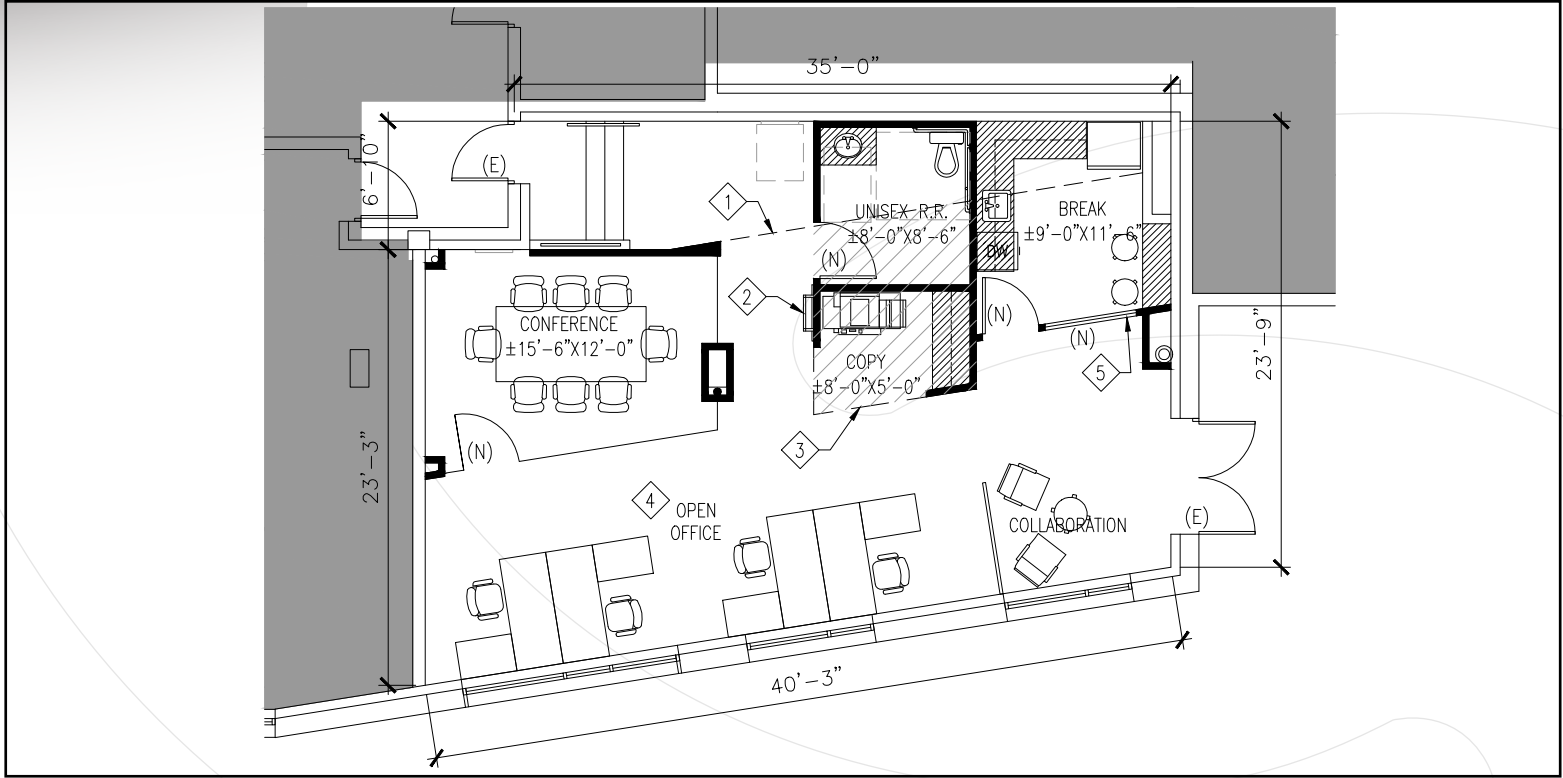 35'-0"
6'-10"
(E)
1
UNISEX R.R.
±8'-0"X8'-6"
BREAK
±9'-0"X11'-6"
DW
(N)
2
(N)
(N)
CONFERENCE
±15'-6"X12'-0"
COPY
±8'-0"X5'-0"
5
23'-9"
3
(N)
23'-3"
4
OPEN
OFFICE
COLLABORATION
(E)
40'-3"